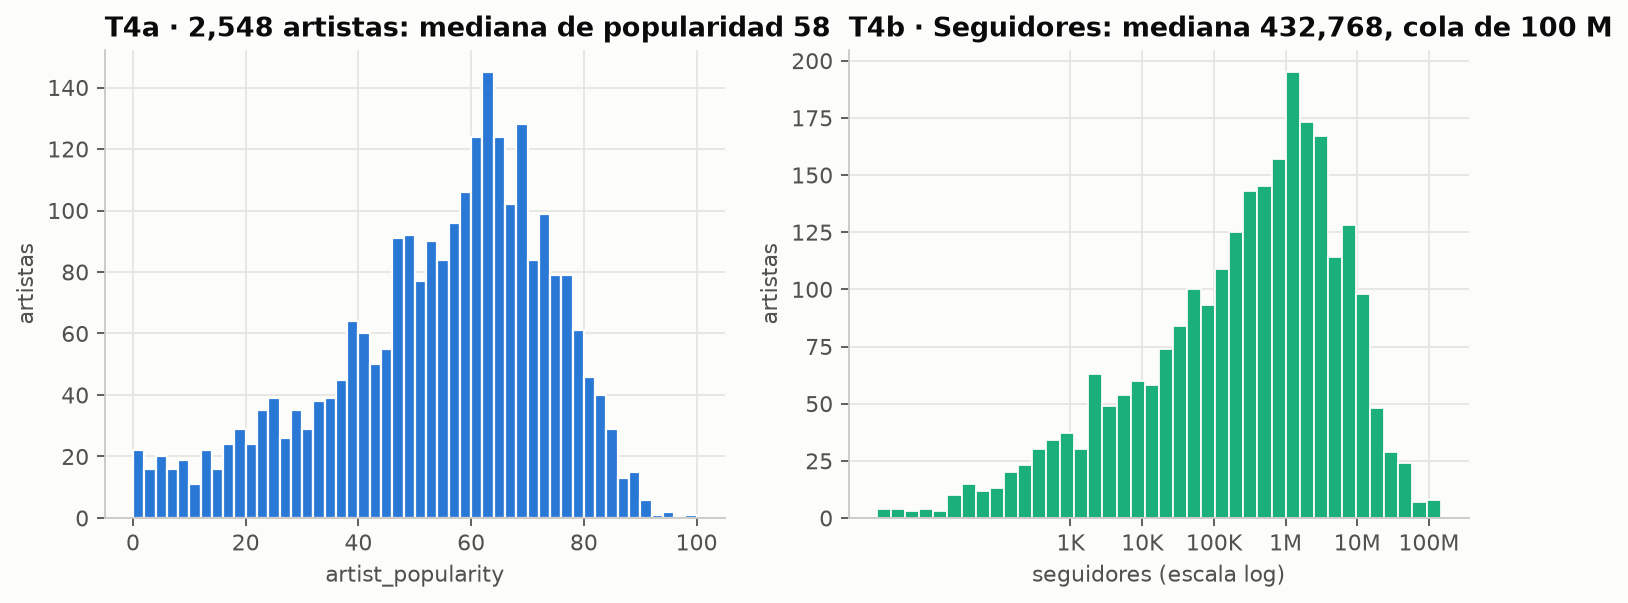 T4a · 2,548 artistas: mediana de popularidad 58
140
120
100
80
60
40
20
0
artistas
0 20 40 60 80 100
artist_popularity
T4b · Seguidores: mediana 432,768, cola de 100 M
200
175
150
125
100
75
50
25
0
artistas
1K 10K 100K 1M 10M 100M
seguidores (escala log)